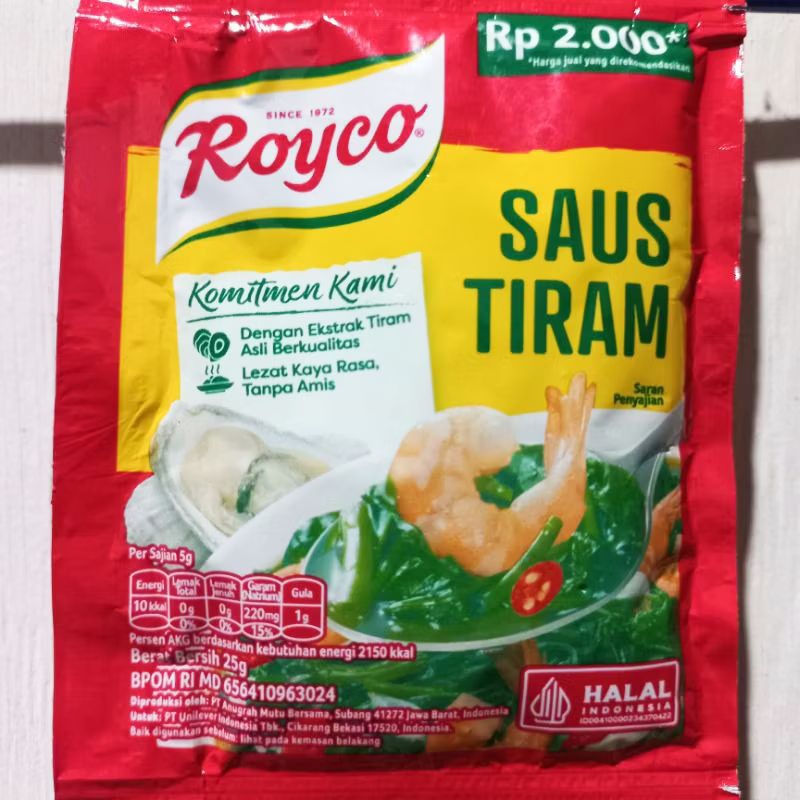 Rp 2.000*
*Harga jual yang direkomendasikan
SINCE 1972
Royco®
SAUS
TIRAM
Komitmen Kami
Dengan Ekstrak Tiram
Asli Berkualitas
Lezat Kaya Rasa,
Tanpa Amis
Saran
Penyajian
Per Sajian 5g
Energi Lemak Total Lemak Jenuh Garam (Natrium) Gula
10 kkal 0 g 0 g 220mg 1 g
0% 0% 15%
Persen AKG berdasarkan kebutuhan energi 2150 kkal
Berat Bersih 25g
BPOM RI MD 656410963024
Diproduksi oleh: PT Anugrah Mutu Bersama, Subang 41272 Jawa Barat, Indonesia
Untuk: PT Unilever Indonesia Tbk., Cikarang Bekasi 17520, Indonesia.
Baik digunakan sebelum: lihat pada kemasan belakang
HALAL
INDONESIA
ID00410000234370422